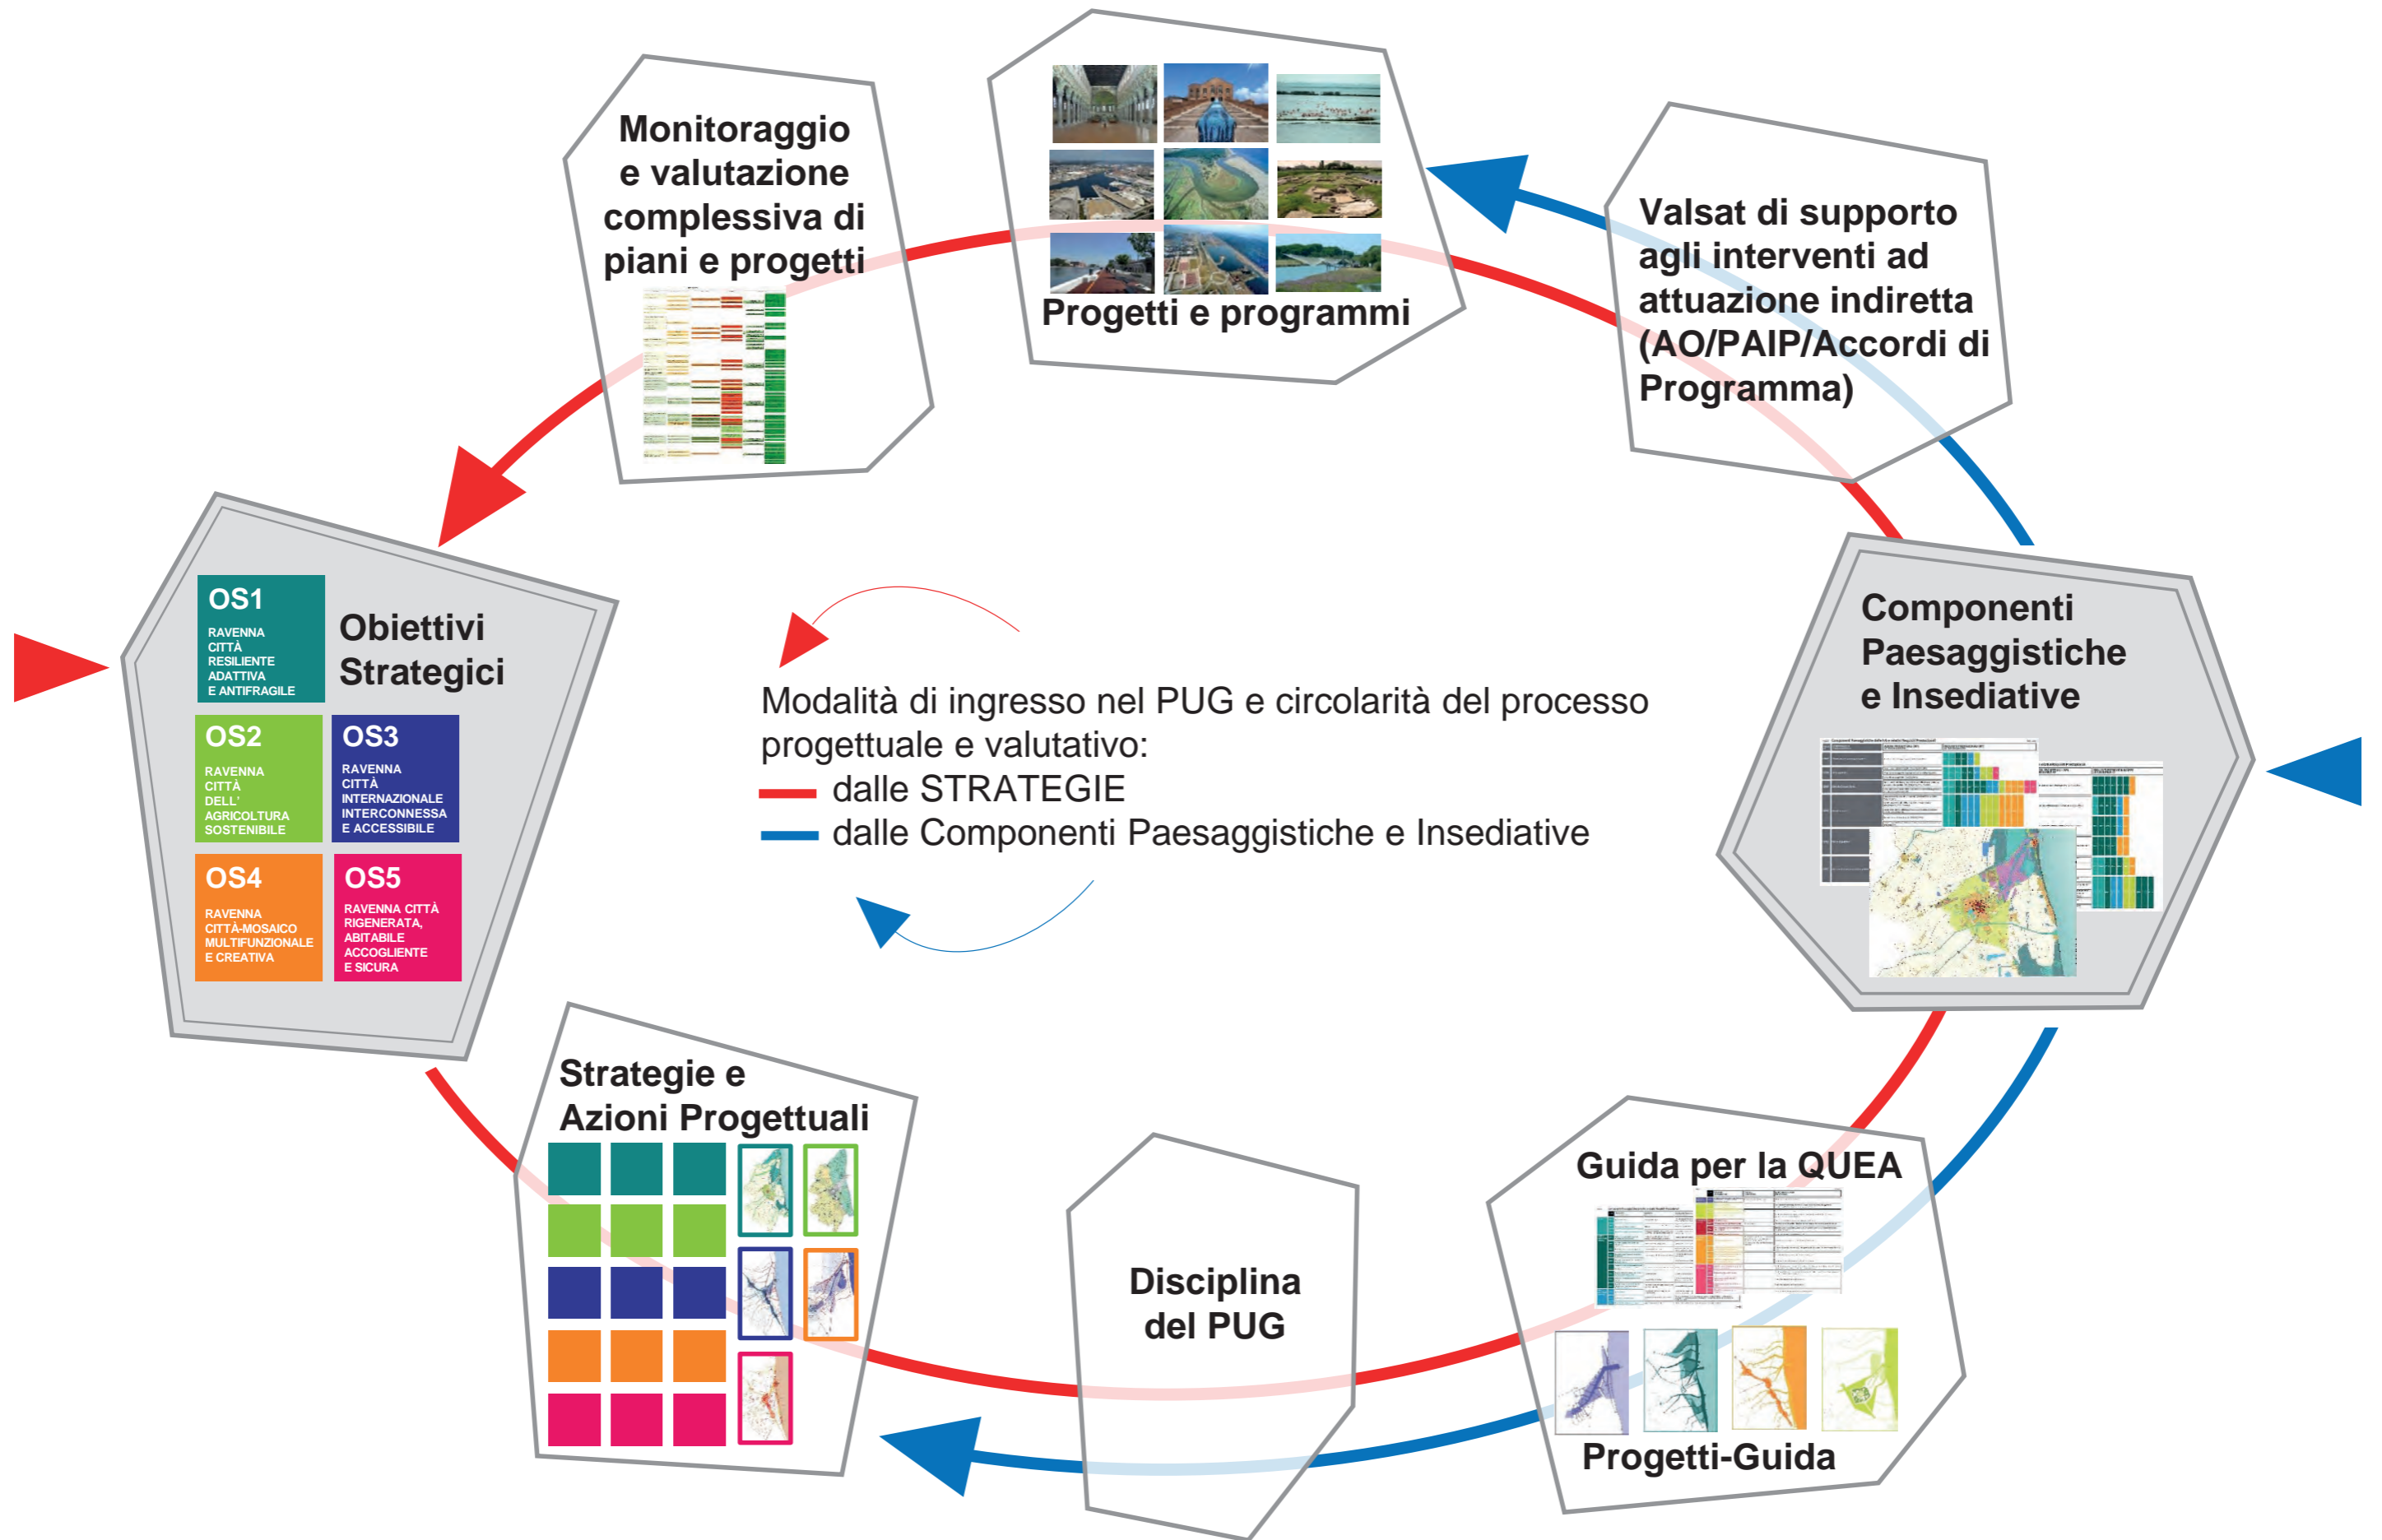 Monitoraggio
e valutazione
complessiva di
piani e progetti
Progetti e programmi
Valsat di supporto
agli interventi ad
attuazione indiretta
(AO/PAIP/Accordi di
Programma)
OS1
RAVENNA
CITTÀ
RESILIENTE
ADATTIVA
E ANTIFRAGILE
Obiettivi
Strategici
OS2
RAVENNA
CITTÀ
DELL'
AGRICOLTURA
SOSTENIBILE
OS3
RAVENNA
CITTÀ
INTERNAZIONALE
INTERCONNESSA
E ACCESSIBILE
OS4
RAVENNA
CITTÀ-MOSAICO
MULTIFUNZIONALE
E CREATIVA
OS5
RAVENNA CITTÀ
RIGENERATA,
ABITABILE
ACCOGLIENTE
E SICURA
Modalità di ingresso nel PUG e circolarità del processo
progettuale e valutativo:
dalle STRATEGIE
dalle Componenti Paesaggistiche e Insediative
Componenti
Paesaggistiche
e Insediative
Strategie e
Azioni Progettuali
Disciplina
del PUG
Guida per la QUEA
Progetti-Guida